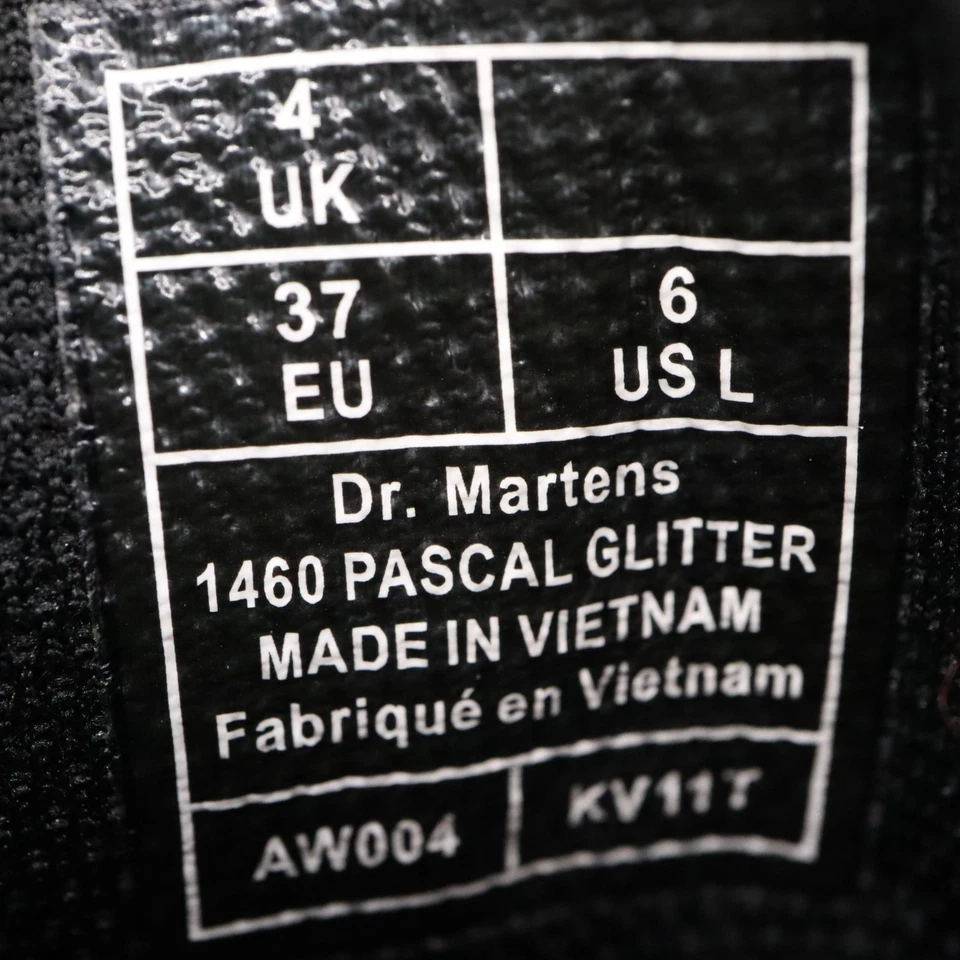 4
UK
37
EU
6
US L
Dr. Martens
1460 PASCAL GLITTER
MADE IN VIETNAM
Fabriqué en Vietnam
AW004
KV11T